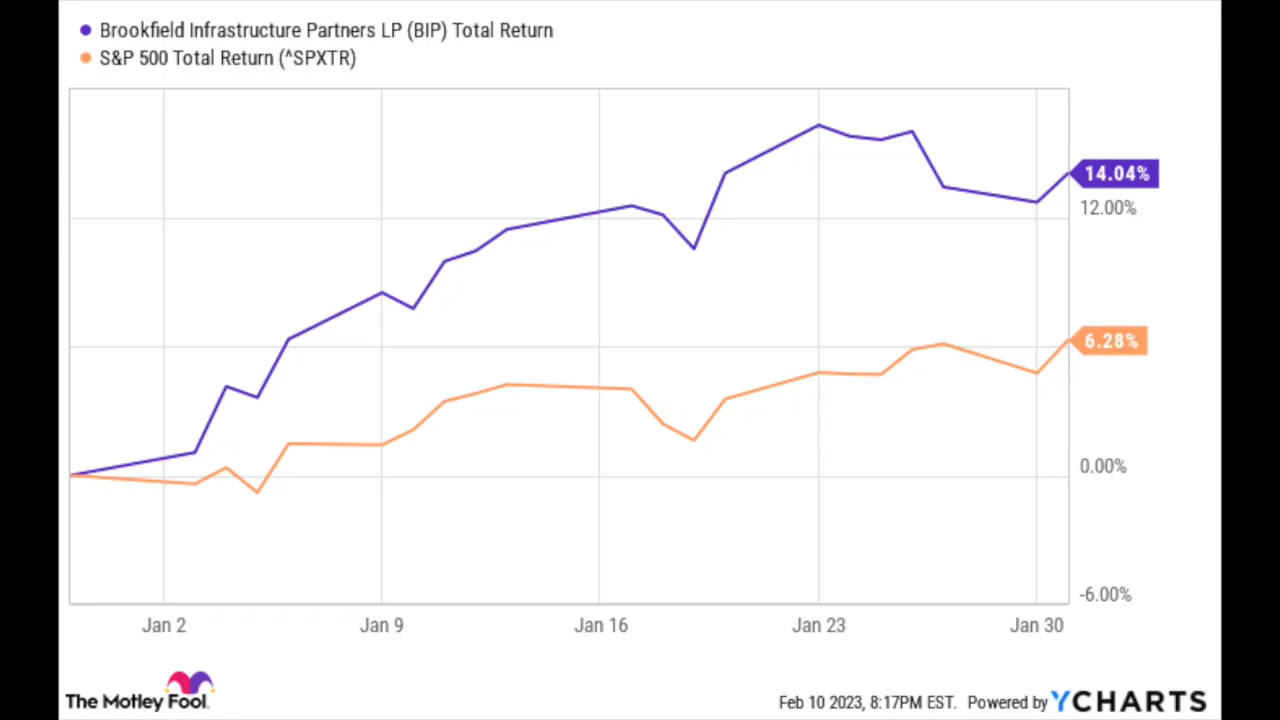 Brookfield Infrastructure Partners LP (BIP) Total Return
S&P 500 Total Return (^SPXTR)
14.04%
12.00%
6.28%
0.00%
-6.00%
Jan 2
Jan 9
Jan 16
Jan 23
Jan 30
The Motley Fool.
Feb 10 2023, 8:17PM EST. Powered by YCHARTS